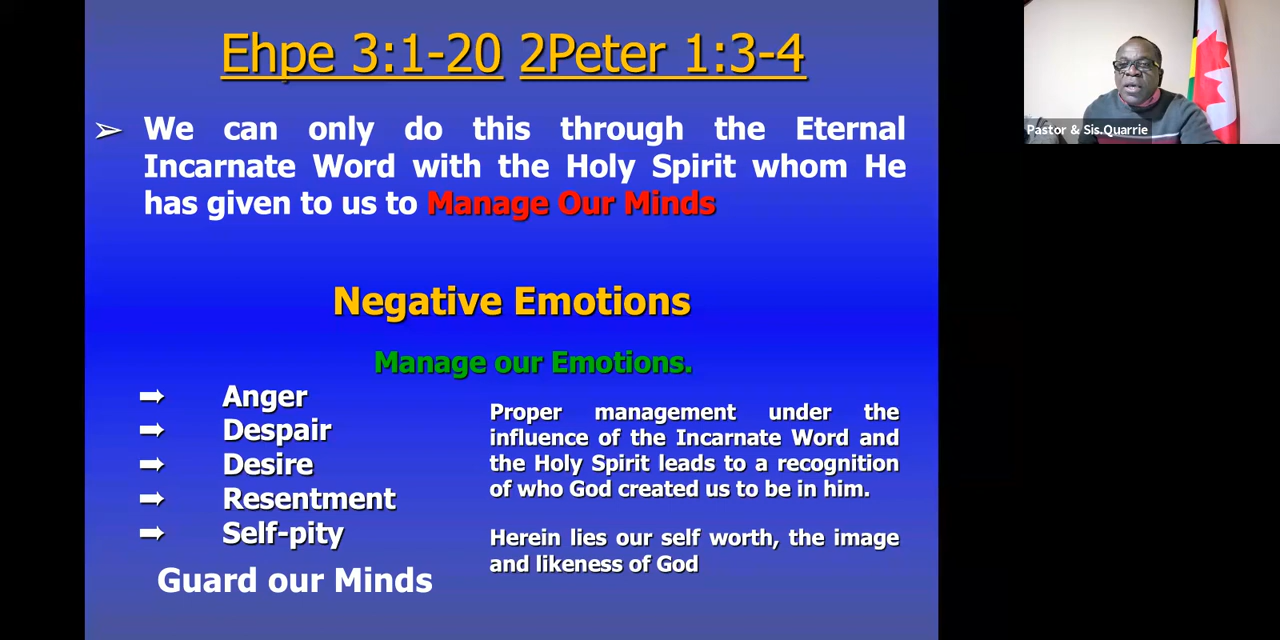 Ehpe 3:1-20 2Peter 1:3-4
We can only do this through the Eternal
Incarnate Word with the Holy Spirit whom He
has given to us to Manage Our Minds
Negative Emotions
Manage our Emotions.
Anger
Despair
Desire
Resentment
Self-pity
Guard our Minds
Proper management under the
influence of the Incarnate Word and
the Holy Spirit leads to a recognition
of who God created us to be in him.
Herein lies our self worth, the image
and likeness of God
Pastor & Sis.Quarrie